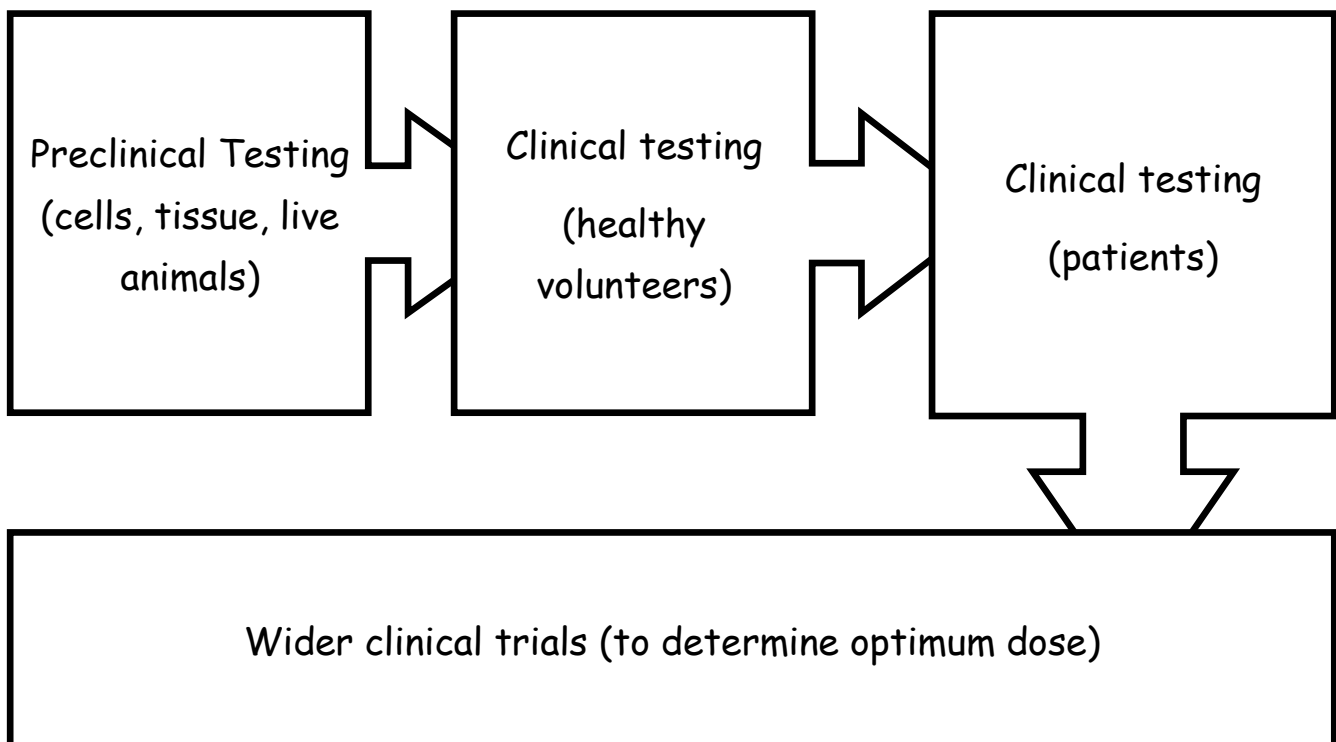 Preclinical Testing
(cells, tissue, live
animals)
Clinical testing
(healthy
volunteers)
Clinical testing
(patients)
Wider clinical trials (to determine optimum dose)